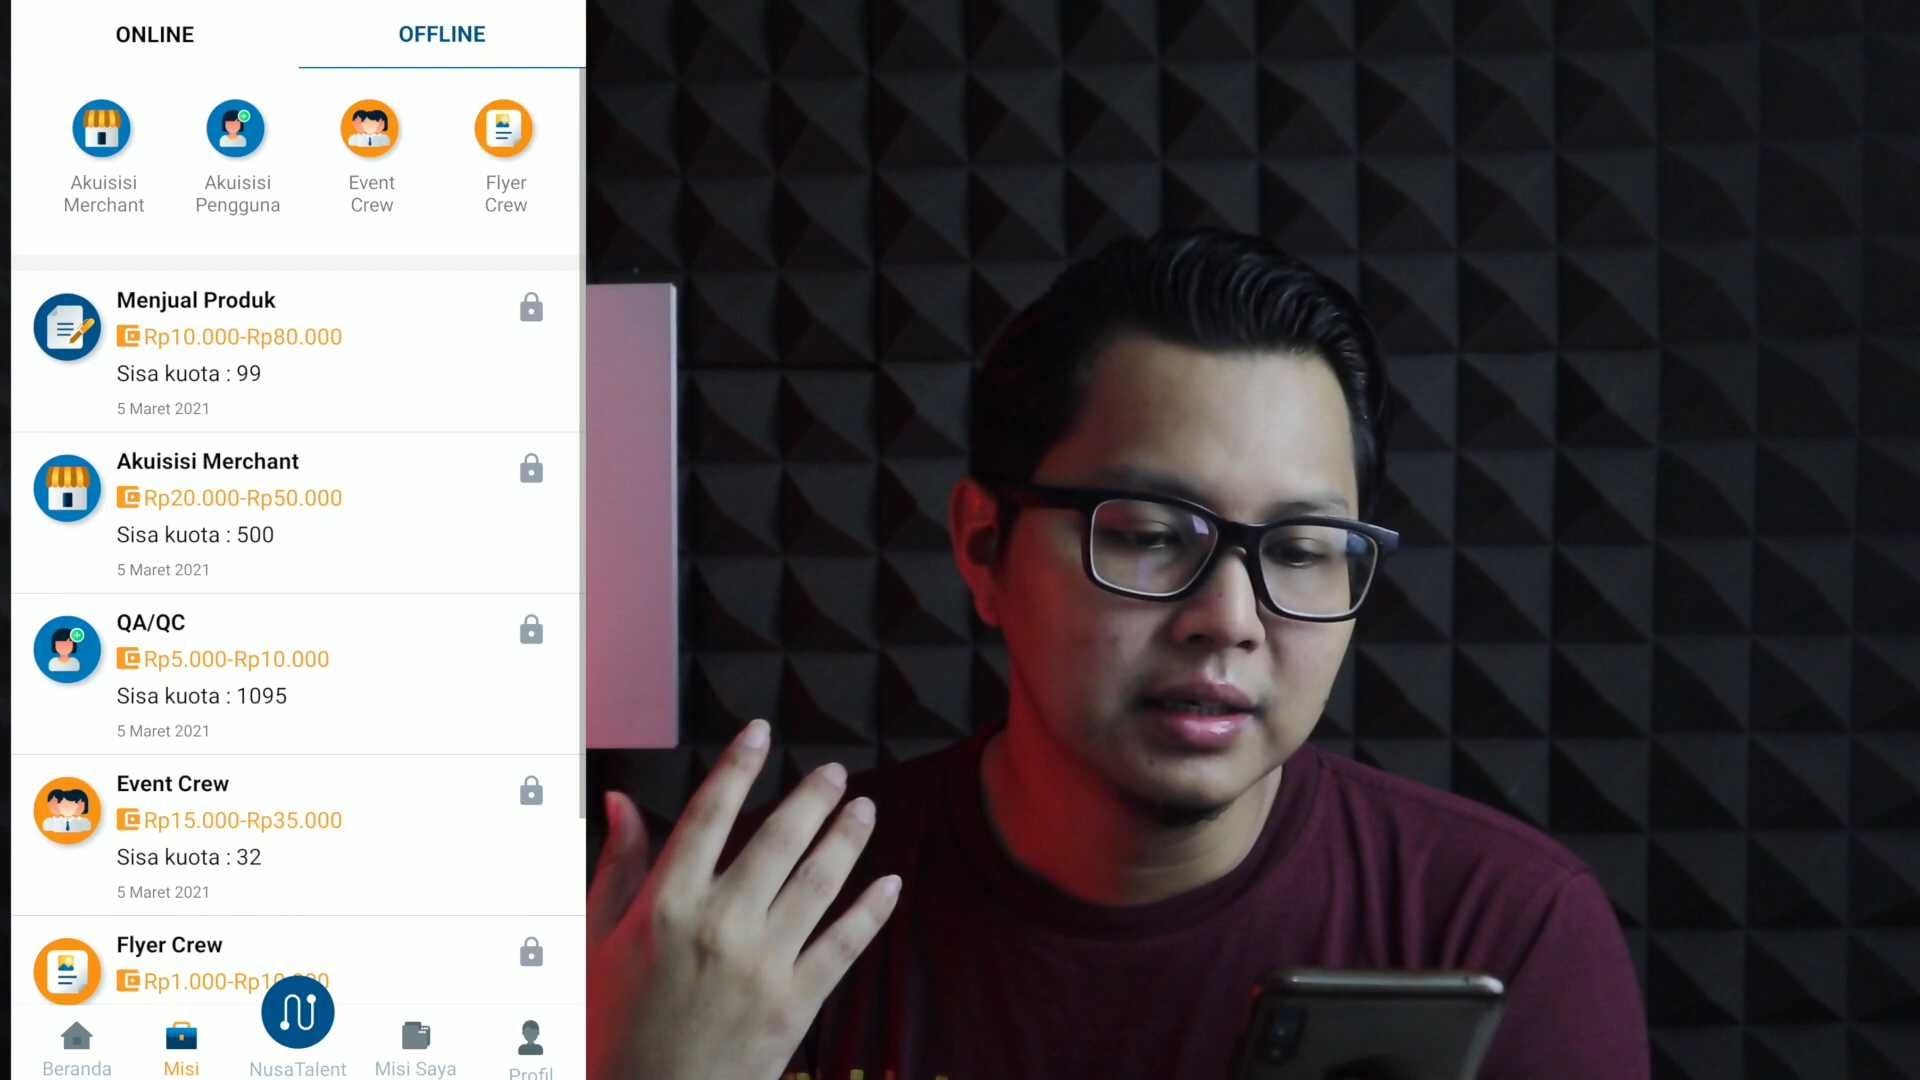 ONLINE
OFFLINE
Akuisisi
Merchant
Akuisisi
Pengguna
Event
Crew
Flyer
Crew
Menjual Produk
Rp10.000-Rp80.000
Sisa kuota : 99
5 Maret 2021
Akuisisi Merchant
Rp20.000-Rp50.000
Sisa kuota : 500
5 Maret 2021
QA/QC
Rp5.000-Rp10.000
Sisa kuota : 1095
5 Maret 2021
Event Crew
Rp15.000-Rp35.000
Sisa kuota : 32
5 Maret 2021
Flyer Crew
Rp1.000-Rp10.000
Beranda
Misi
NusaTalent
Misi Saya
Profil